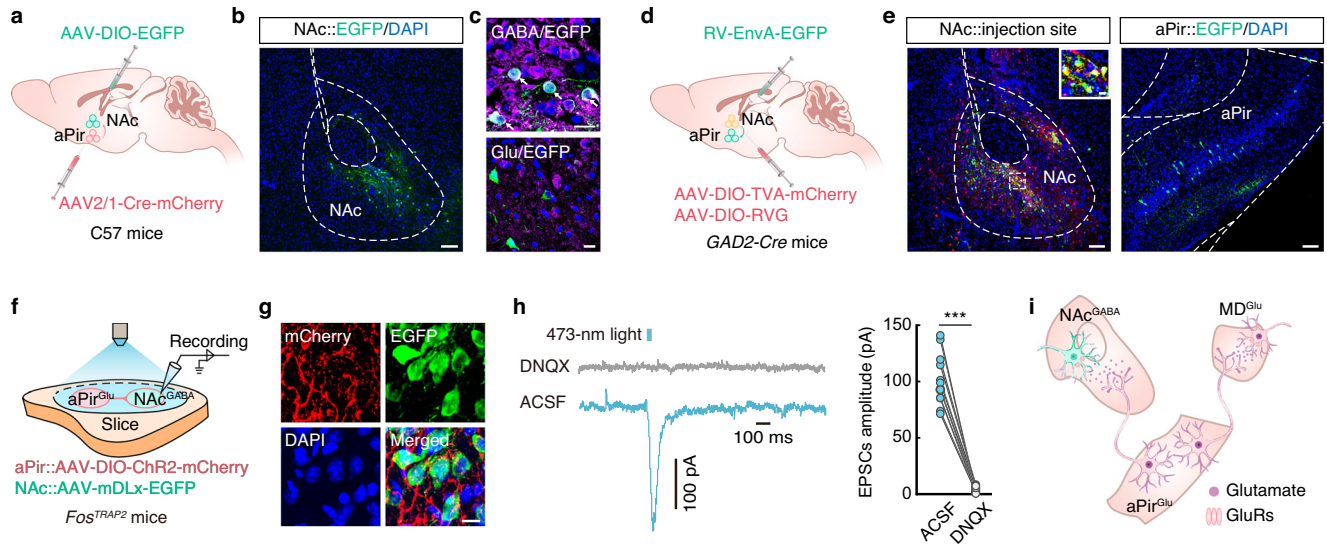 a
AAV-DIO-EGFP
NAc
aPir
AAV2/1-Cre-mCherry
C57 mice
b
NAc::EGFP/DAPI
NAc
c
GABA/EGFP
Glu/EGFP
d
RV-EnvA-EGFP
NAc
aPir
AAV-DIO-TVA-mCherry
AAV-DIO-RVG
GAD2-Cre mice
e
NAc::injection site
NAc
aPir::EGFP/DAPI
aPir
f
Recording
aPirGlu
NAcGABA
Slice
aPir::AAV-DIO-ChR2-mCherry
NAc::AAV-mDLx-EGFP
FosTRAP2 mice
g
mCherry
EGFP
DAPI
Merged
h
473-nm light
DNQX
ACSF
100 ms
100 pA
EPSCs amplitude (pA)
150
100
50
0
***
ACSF
DNQX
i
NAcGABA
MDGlu
aPirGlu
Glutamate
GluRs